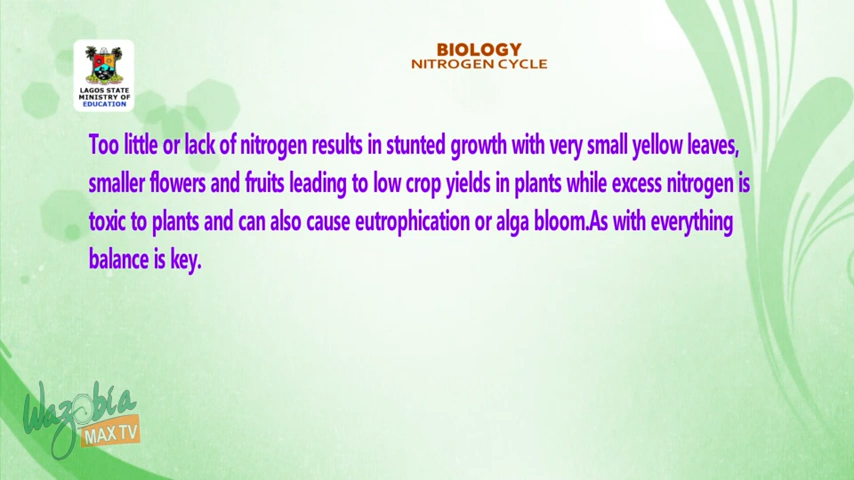 BIOLOGY
NITROGEN CYCLE
LAGOS STATE
MINISTRY OF
EDUCATION
Too little or lack of nitrogen results in stunted growth with very small yellow leaves,
smaller flowers and fruits leading to low crop yields in plants while excess nitrogen is
toxic to plants and can also cause eutrophication or alga bloom.As with everything
balance is key.
Wazobia
MAX TV